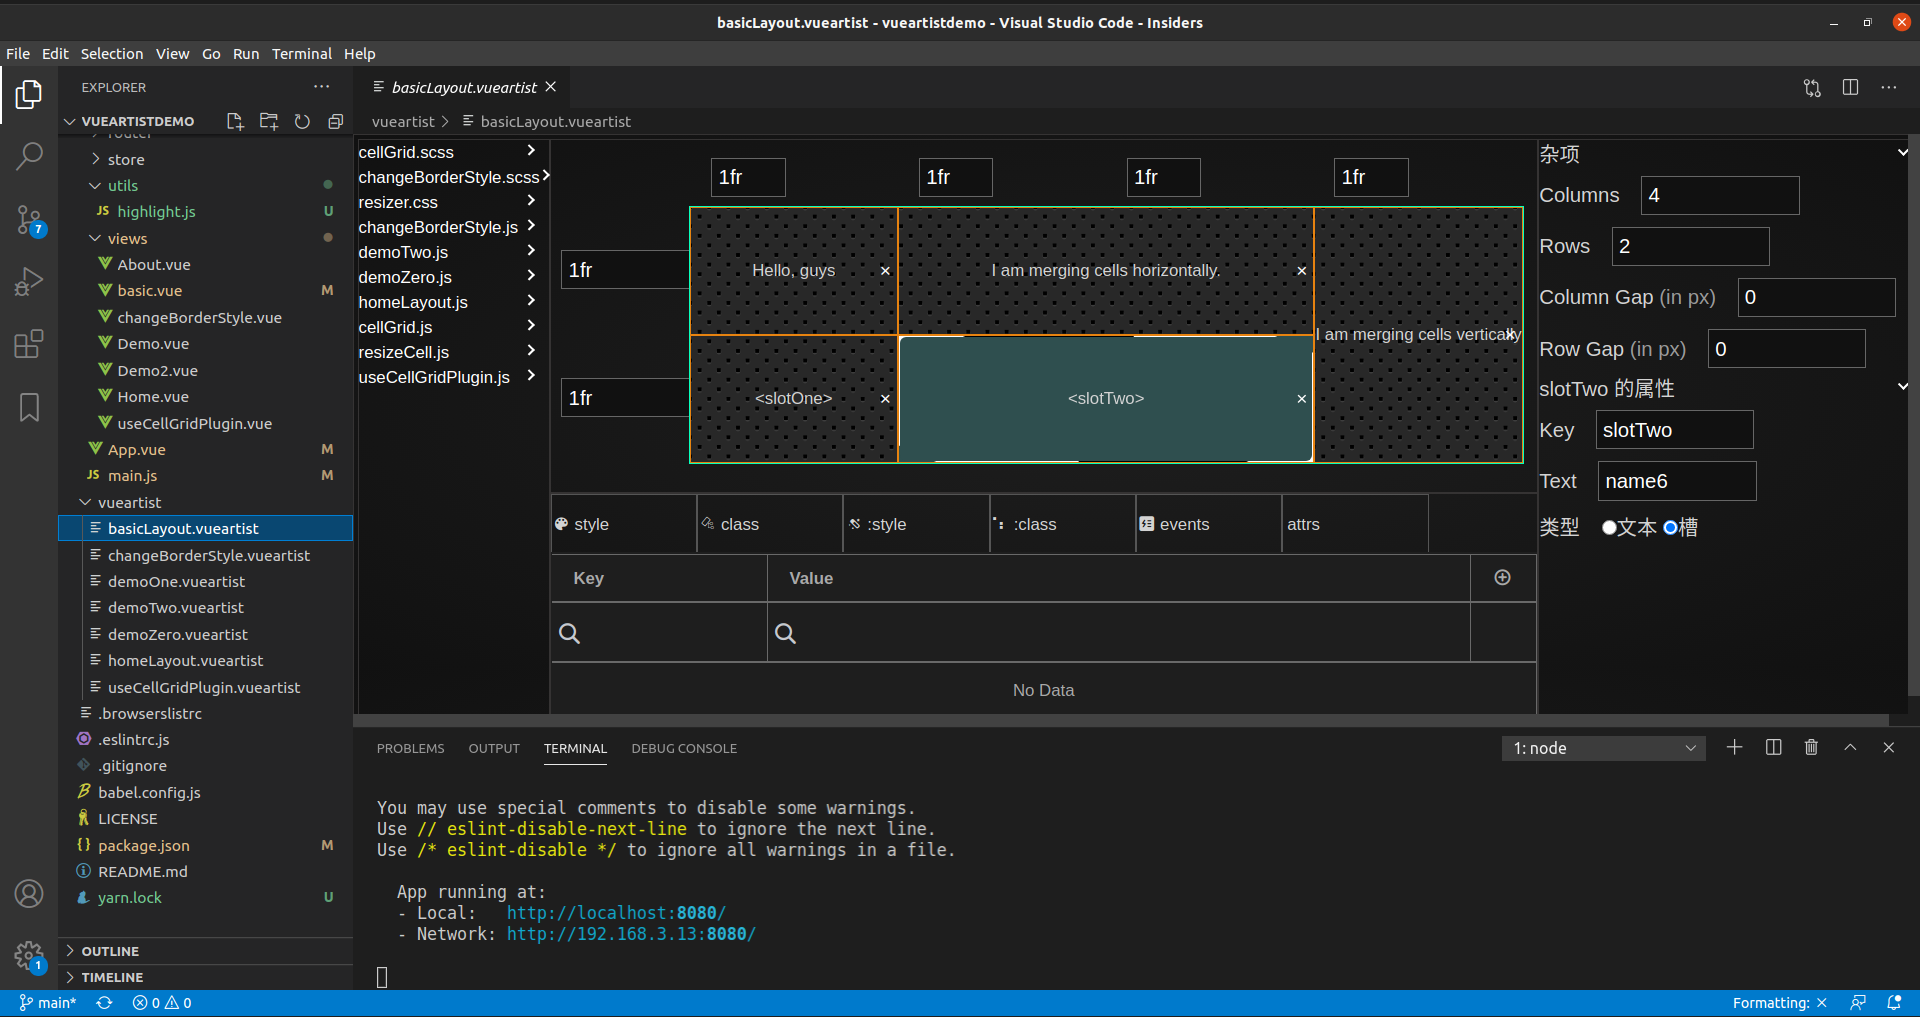 basicLayout.vueartist - vueartistdemo - Visual Studio Code - Insiders
File Edit Selection View Go Run Terminal Help
EXPLORER
VUEARTISTDEMO
router
store
utils
JS highlight.js U
views
About.vue
basic.vue M
changeBorderStyle.vue
Demo.vue
Demo2.vue
Home.vue
useCellGridPlugin.vue
App.vue M
JS main.js M
vueartist
basicLayout.vueartist
changeBorderStyle.vueartist
demoOne.vueartist
demoTwo.vueartist
demoZero.vueartist
homeLayout.vueartist
useCellGridPlugin.vueartist
.browserslistrc
.eslintrc.js
.gitignore
babel.config.js
LICENSE
package.json M
README.md
yarn.lock U
OUTLINE
TIMELINE
7
1
basicLayout.vueartist
vueartist > basicLayout.vueartist
cellGrid.scss
changeBorderStyle.scss
resizer.css
changeBorderStyle.js
demoTwo.js
demoZero.js
homeLayout.js
cellGrid.js
resizeCell.js
useCellGridPlugin.js
1fr 1fr 1fr 1fr
1fr
Hello, guys × I am merging cells horizontally. × I am merging cells vertically
1fr
<slotOne> × <slotTwo> ×
style class :style :class events attrs
Key Value
No Data
杂项
Columns 4
Rows 2
Column Gap (in px) 0
Row Gap (in px) 0
slotTwo 的属性
Key slotTwo
Text name6
类型 文本 槽
PROBLEMS OUTPUT TERMINAL DEBUG CONSOLE
1: node
You may use special comments to disable some warnings.
Use // eslint-disable-next-line to ignore the next line.
Use /* eslint-disable */ to ignore all warnings in a file.
App running at:
- Local: http://localhost:8080/
- Network: http://192.168.3.13:8080/
main* 0 0
Formatting: ×